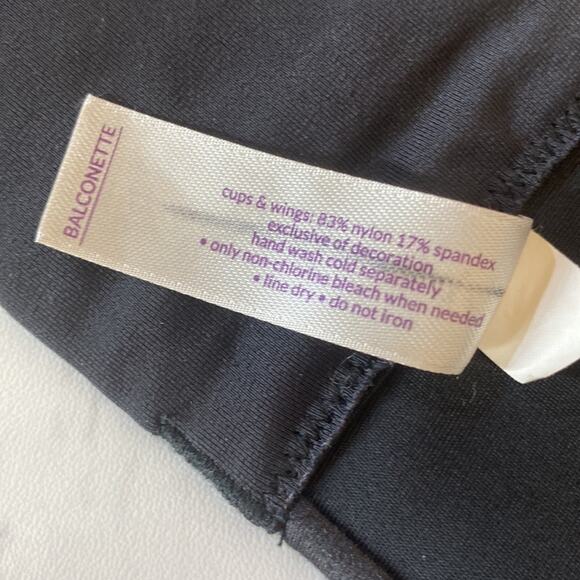 BALCONETTE
cups & wings: 83% nylon 17% spandex
exclusive of decoration
hand wash cold separately
• only non-chlorine bleach when needed
• line dry • do not iron